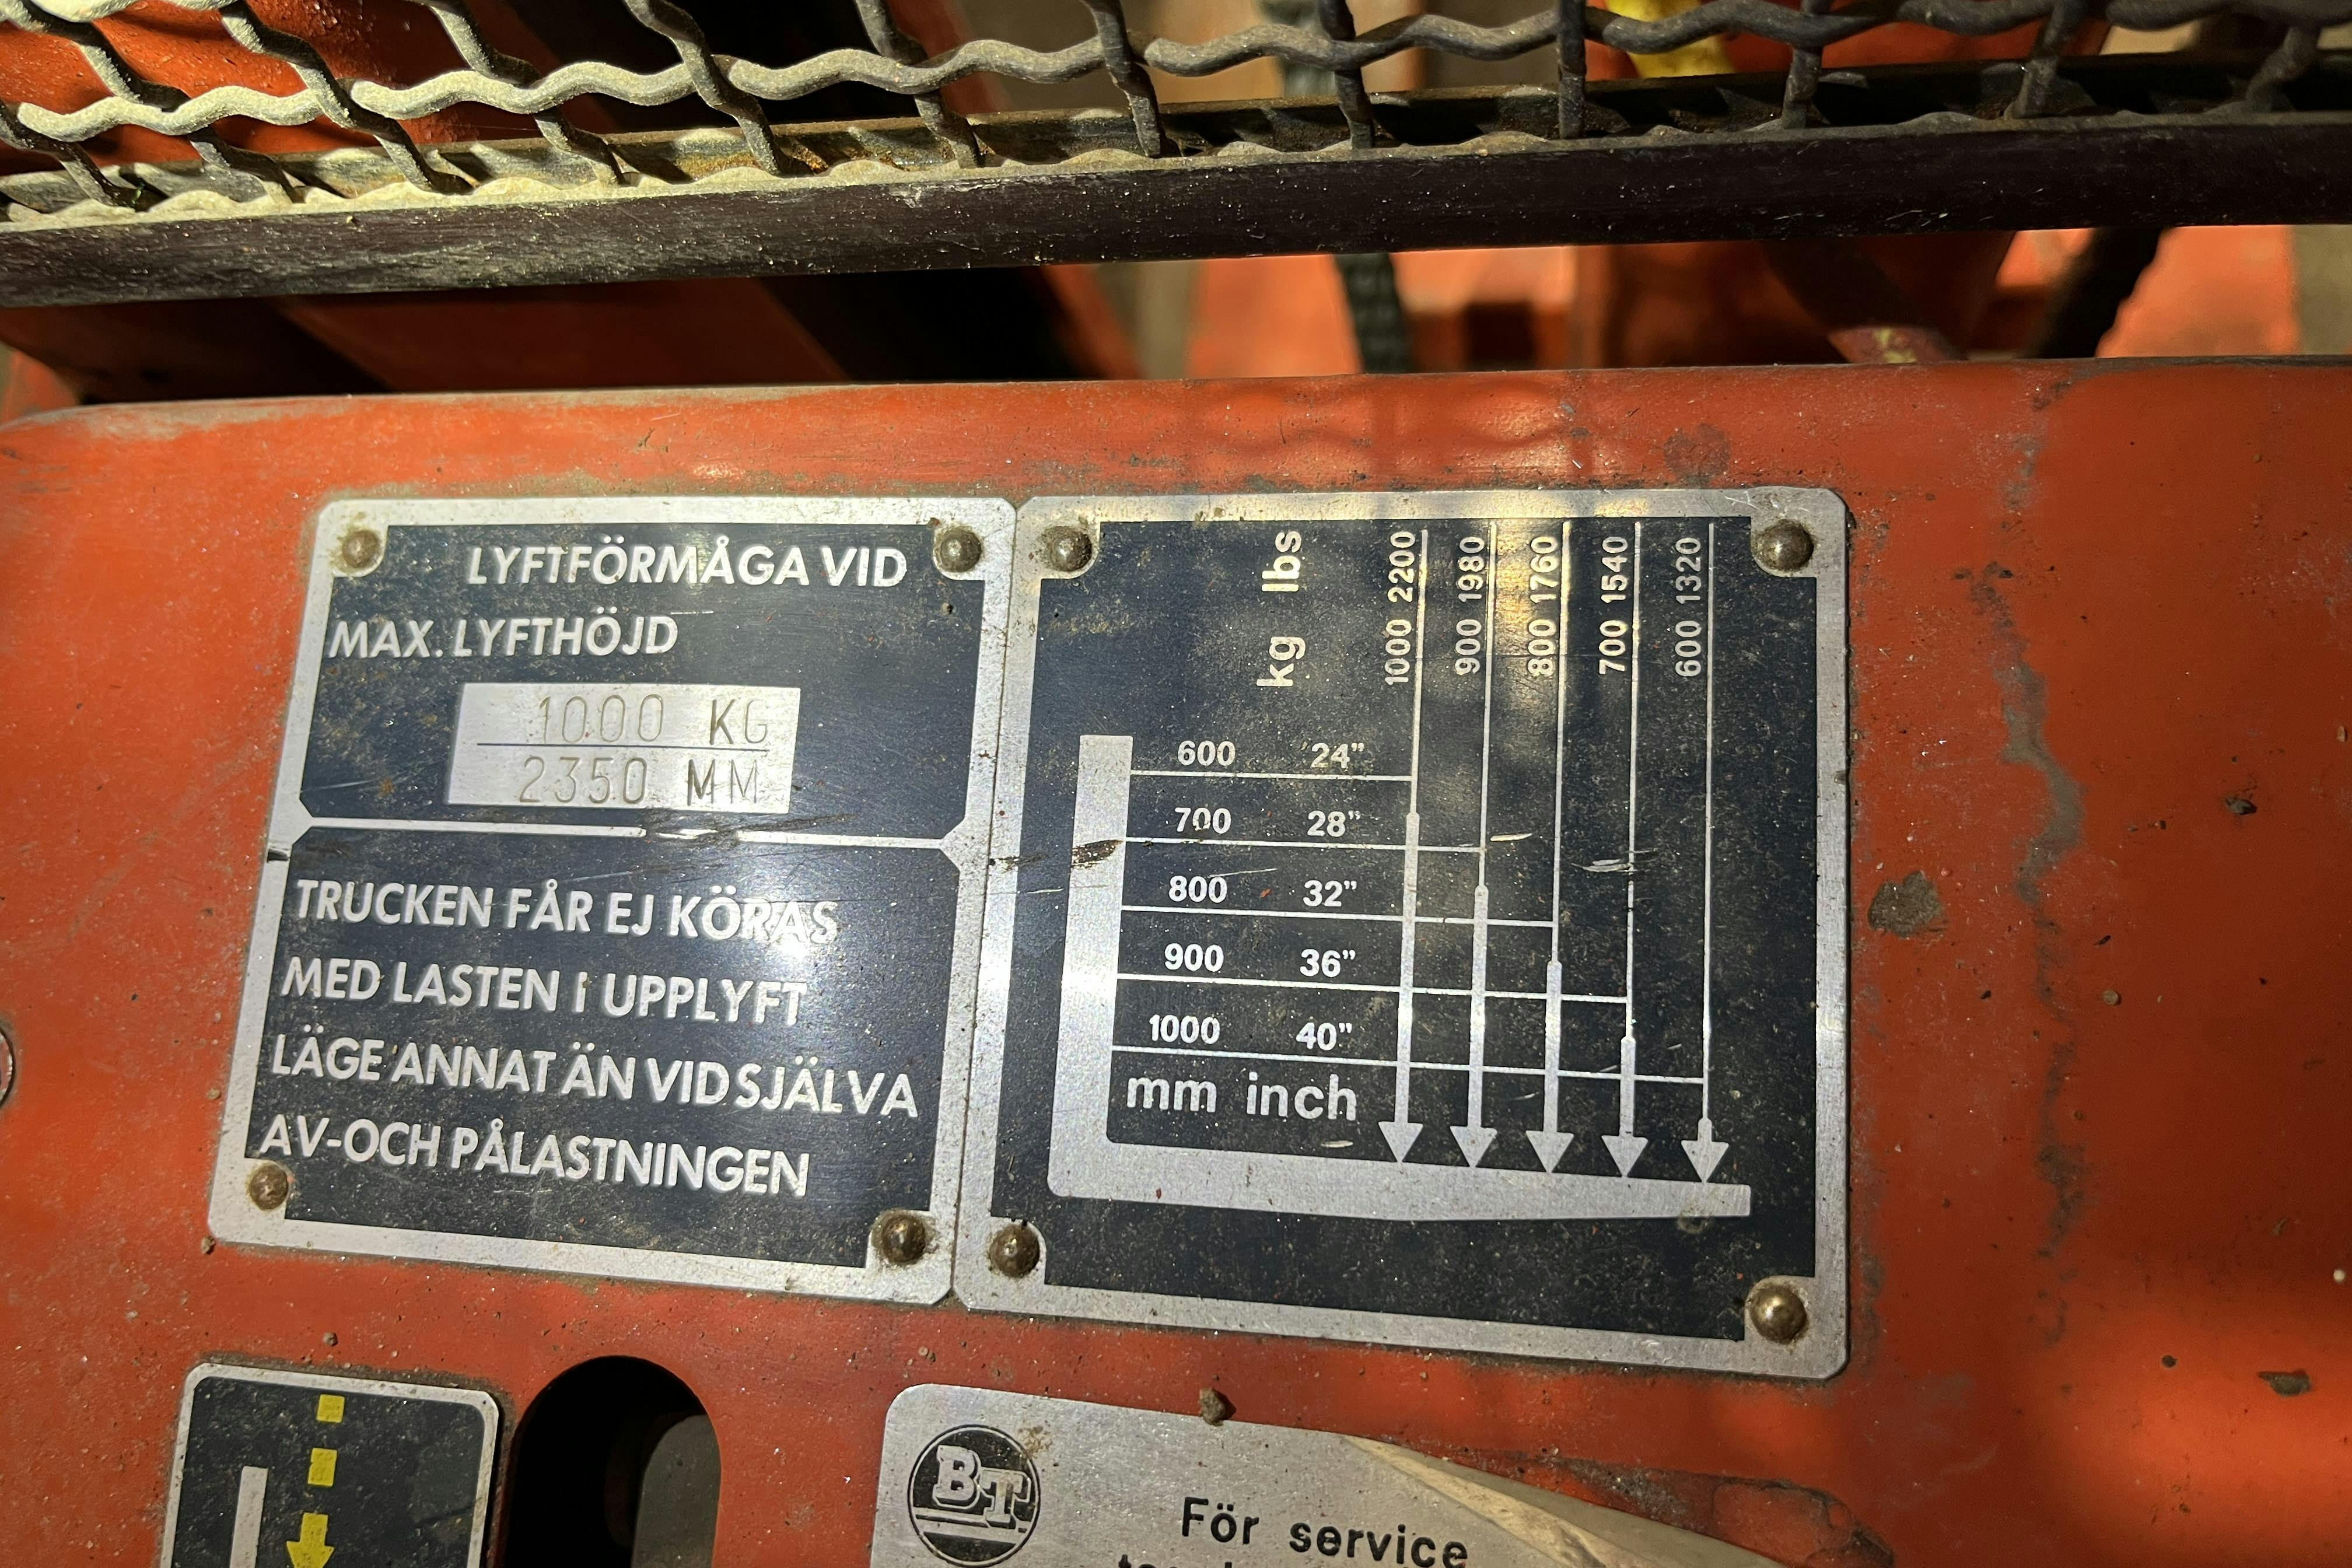 LYFTFÖRMÅGA VID
MAX. LYFTHÖJD
1000 KG
2350 MM
TRUCKEN FÅR EJ KÖRAS
MED LASTEN I UPPLYFT
LÄGE ANNAT ÄN VID SJÄLVA
AV-OCH PÅLASTNINGEN
kg lbs
1000 2200
900 1980
800 1760
700 1540
600 1320
600 24"
700 28"
800 32"
900 36"
1000 40"
mm inch
BT
För service